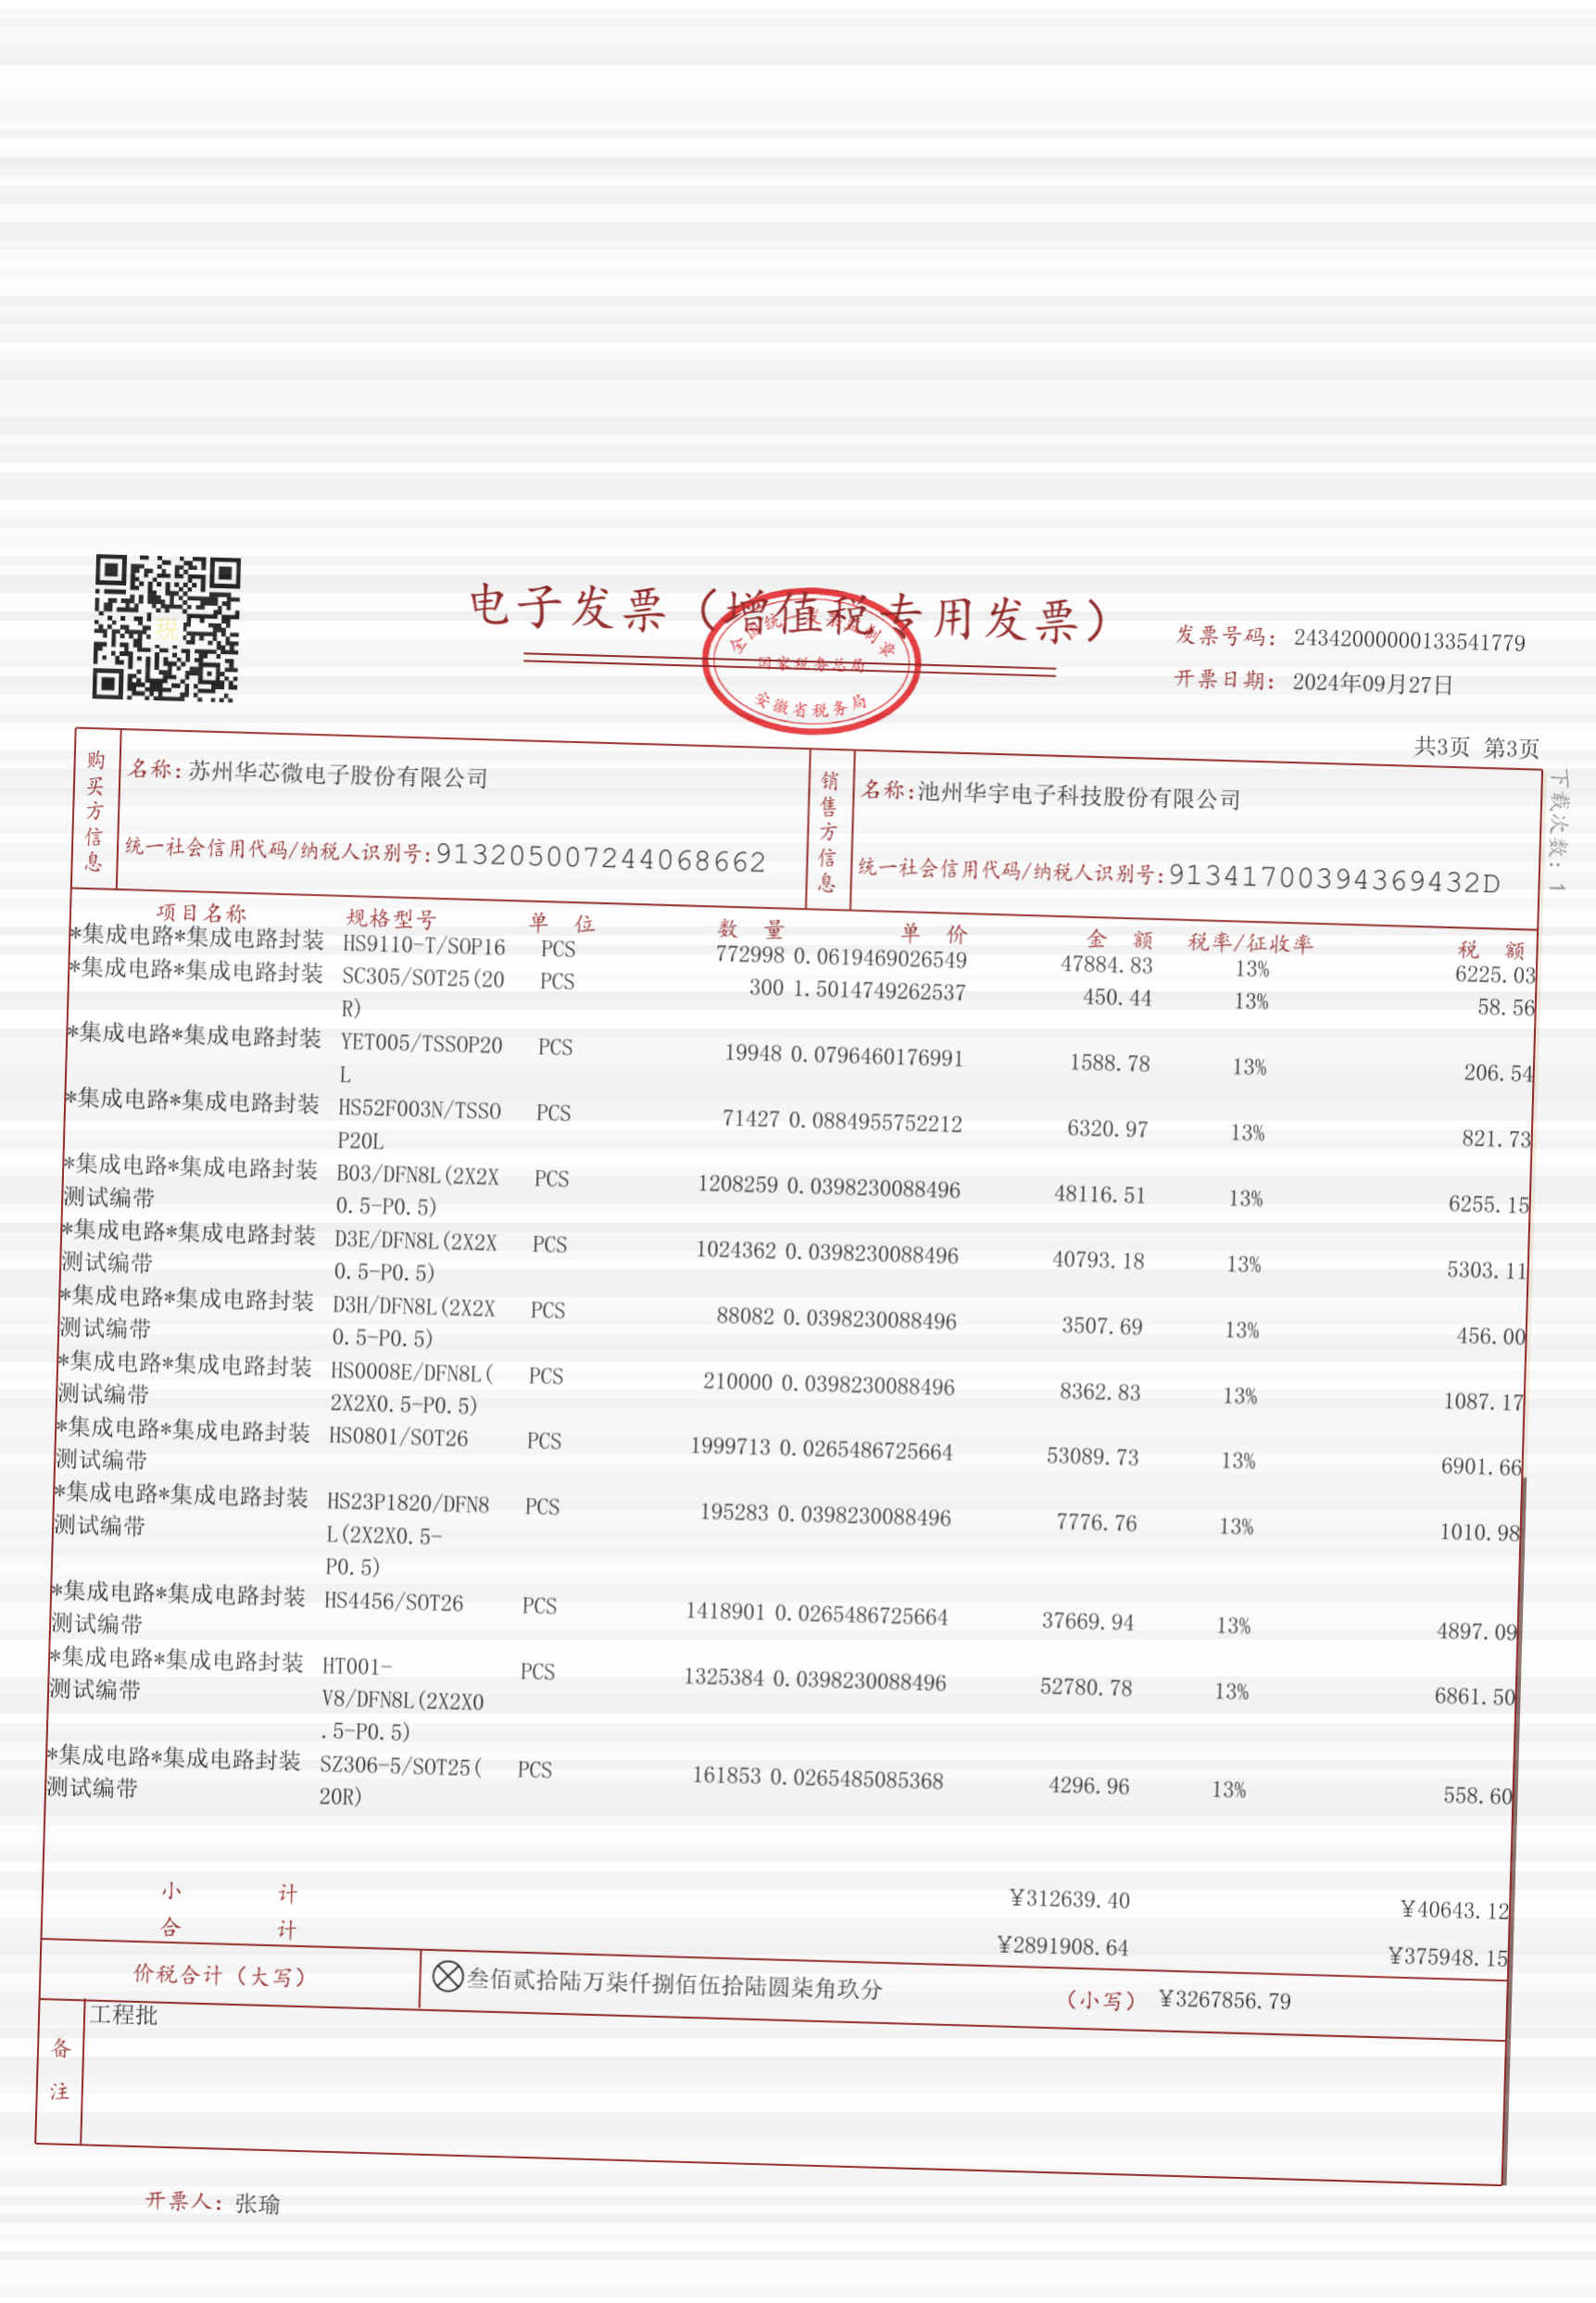 电子发票（增值税专用发票）
全国统一发票监制章
国家税务总局
安徽省税务局
税
发票号码： 24342000000133541779
开票日期： 2024年09月27日
共3页 第3页
下载次数：1
购买方信息
名称：苏州华芯微电子股份有限公司
统一社会信用代码/纳税人识别号：913205007244068662
销售方信息
名称：池州华宇电子科技股份有限公司
统一社会信用代码/纳税人识别号：91341700394369432D
项目名称 规格型号 单 位 数 量 单 价 金 额 税率/征收率 税 额
*集成电路*集成电路封装 HS9110-T/SOP16 PCS 772998 0.0619469026549 47884.83 13% 6225.03
*集成电路*集成电路封装 SC305/SOT25(20 PCS 300 1.5014749262537 450.44 13% 58.56
R)
*集成电路*集成电路封装 YET005/TSSOP20 PCS 19948 0.0796460176991 1588.78 13% 206.54
L
*集成电路*集成电路封装 HS52F003N/TSSO PCS 71427 0.0884955752212 6320.97 13% 821.73
P20L
*集成电路*集成电路封装 B03/DFN8L(2X2X PCS 1208259 0.0398230088496 48116.51 13% 6255.15
测试编带 0.5-P0.5)
*集成电路*集成电路封装 D3E/DFN8L(2X2X PCS 1024362 0.0398230088496 40793.18 13% 5303.11
测试编带 0.5-P0.5)
*集成电路*集成电路封装 D3H/DFN8L(2X2X PCS 88082 0.0398230088496 3507.69 13% 456.00
测试编带 0.5-P0.5)
*集成电路*集成电路封装 HS0008E/DFN8L( PCS 210000 0.0398230088496 8362.83 13% 1087.17
测试编带 2X2X0.5-P0.5)
*集成电路*集成电路封装 HS0801/SOT26 PCS 1999713 0.0265486725664 53089.73 13% 6901.66
测试编带
*集成电路*集成电路封装 HS23P1820/DFN8 PCS 195283 0.0398230088496 7776.76 13% 1010.98
测试编带 L(2X2X0.5-
P0.5)
*集成电路*集成电路封装 HS4456/SOT26 PCS 1418901 0.0265486725664 37669.94 13% 4897.09
测试编带
*集成电路*集成电路封装 HT001- PCS 1325384 0.0398230088496 52780.78 13% 6861.50
测试编带 V8/DFN8L(2X2X0
.5-P0.5)
*集成电路*集成电路封装 SZ306-5/SOT25( PCS 161853 0.0265485085368 4296.96 13% 558.60
测试编带 20R)
小 计 ¥312639.40 ¥40643.12
合 计 ¥2891908.64 ¥375948.15
价税合计（大写） 叁佰贰拾陆万柒仟捌佰伍拾陆圆柒角玖分 （小写） ¥3267856.79
备注
工程批
开票人：张瑜